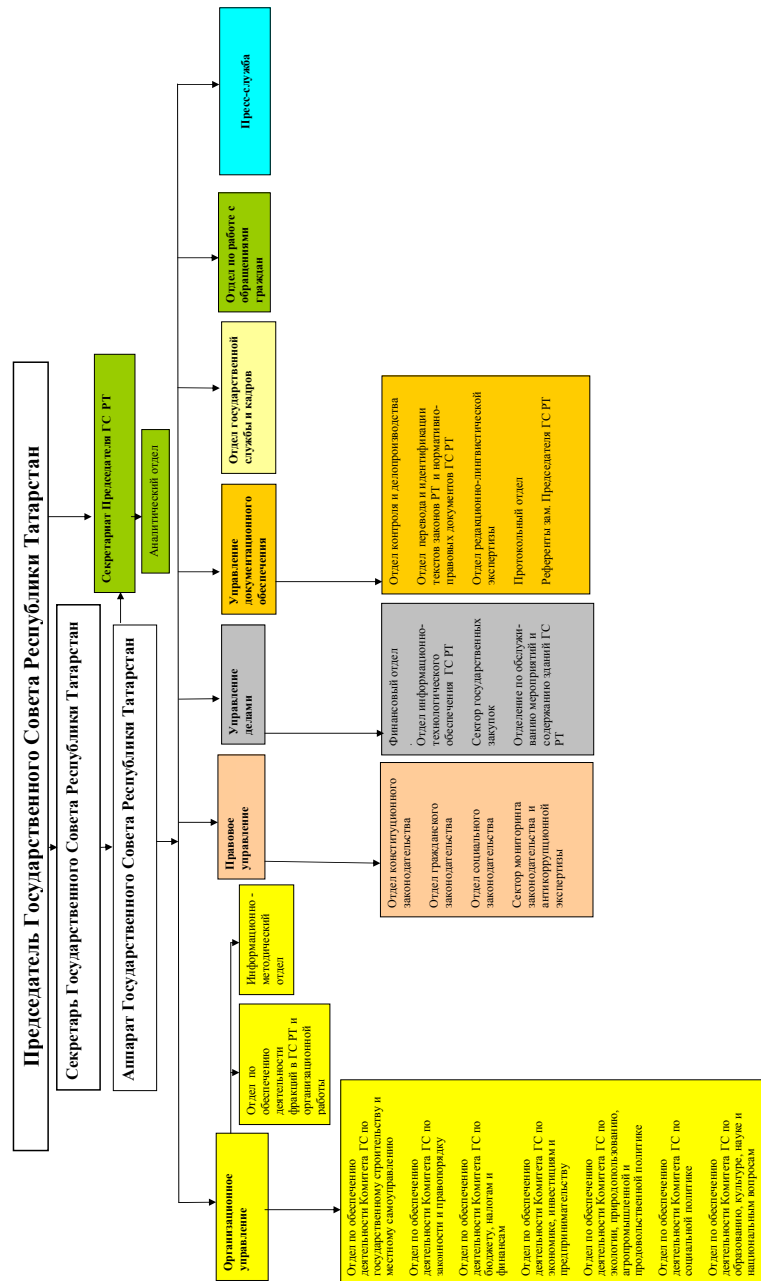 Председатель Государственного Совета Республики Татарстан
Секретарь Государственного Совета Республики Татарстан
Аппарат Государственного Совета Республики Татарстан
Секретариат Председателя ГС РТ
Аналитический отдел
Организационное
управление
Отдел по
обеспечению
деятельности
фракций в ГС РТ и
организационной
работы
Информационно -
методический
отдел
Правовое
управление
Управление
делами
Управление
документационного
обеспечения
Отдел государственной
службы и кадров
Отдел по работе с
обращениями
граждан
Пресс-служба
Отдел по обеспечению
деятельности Комитета ГС по
государственному строительству и
местному самоуправлению
Отдел по обеспечению
деятельности Комитета ГС по
законности и правопорядку
Отдел по обеспечению
деятельности Комитета ГС по
бюджету, налогам и
финансам
Отдел по обеспечению
деятельности Комитета ГС по
экономике, инвестициям и
предпринимательству
Отдел по обеспечению
деятельности Комитета ГС по
экологии, природопользованию,
агропромышленной и
продовольственной политике
Отдел по обеспечению
деятельности Комитета ГС по
социальной политике
Отдел по обеспечению
деятельности Комитета ГС по
образованию, культуре, науке и
национальным вопросам
Отдел конституционного
законодательства
Отдел гражданского
законодательства
Отдел социального
законодательства
Сектор мониторинга
законодательства и
антикоррупционной
экспертизы
Финансовый отдел
.
Отдел информационно-
технологического
обеспечения ГС РТ
Сектор государственных
закупок
Отделение по обслужи-
ванию мероприятий и
содержанию зданий ГС
РТ
Отдел контроля и делопроизводства
Отдел перевода и идентификации
текстов законов РТ и нормативно-
правовых документов ГС РТ
Отдел редакционно-лингвистической
экспертизы
Протокольный отдел
Референты зам. Председателя ГС РТ